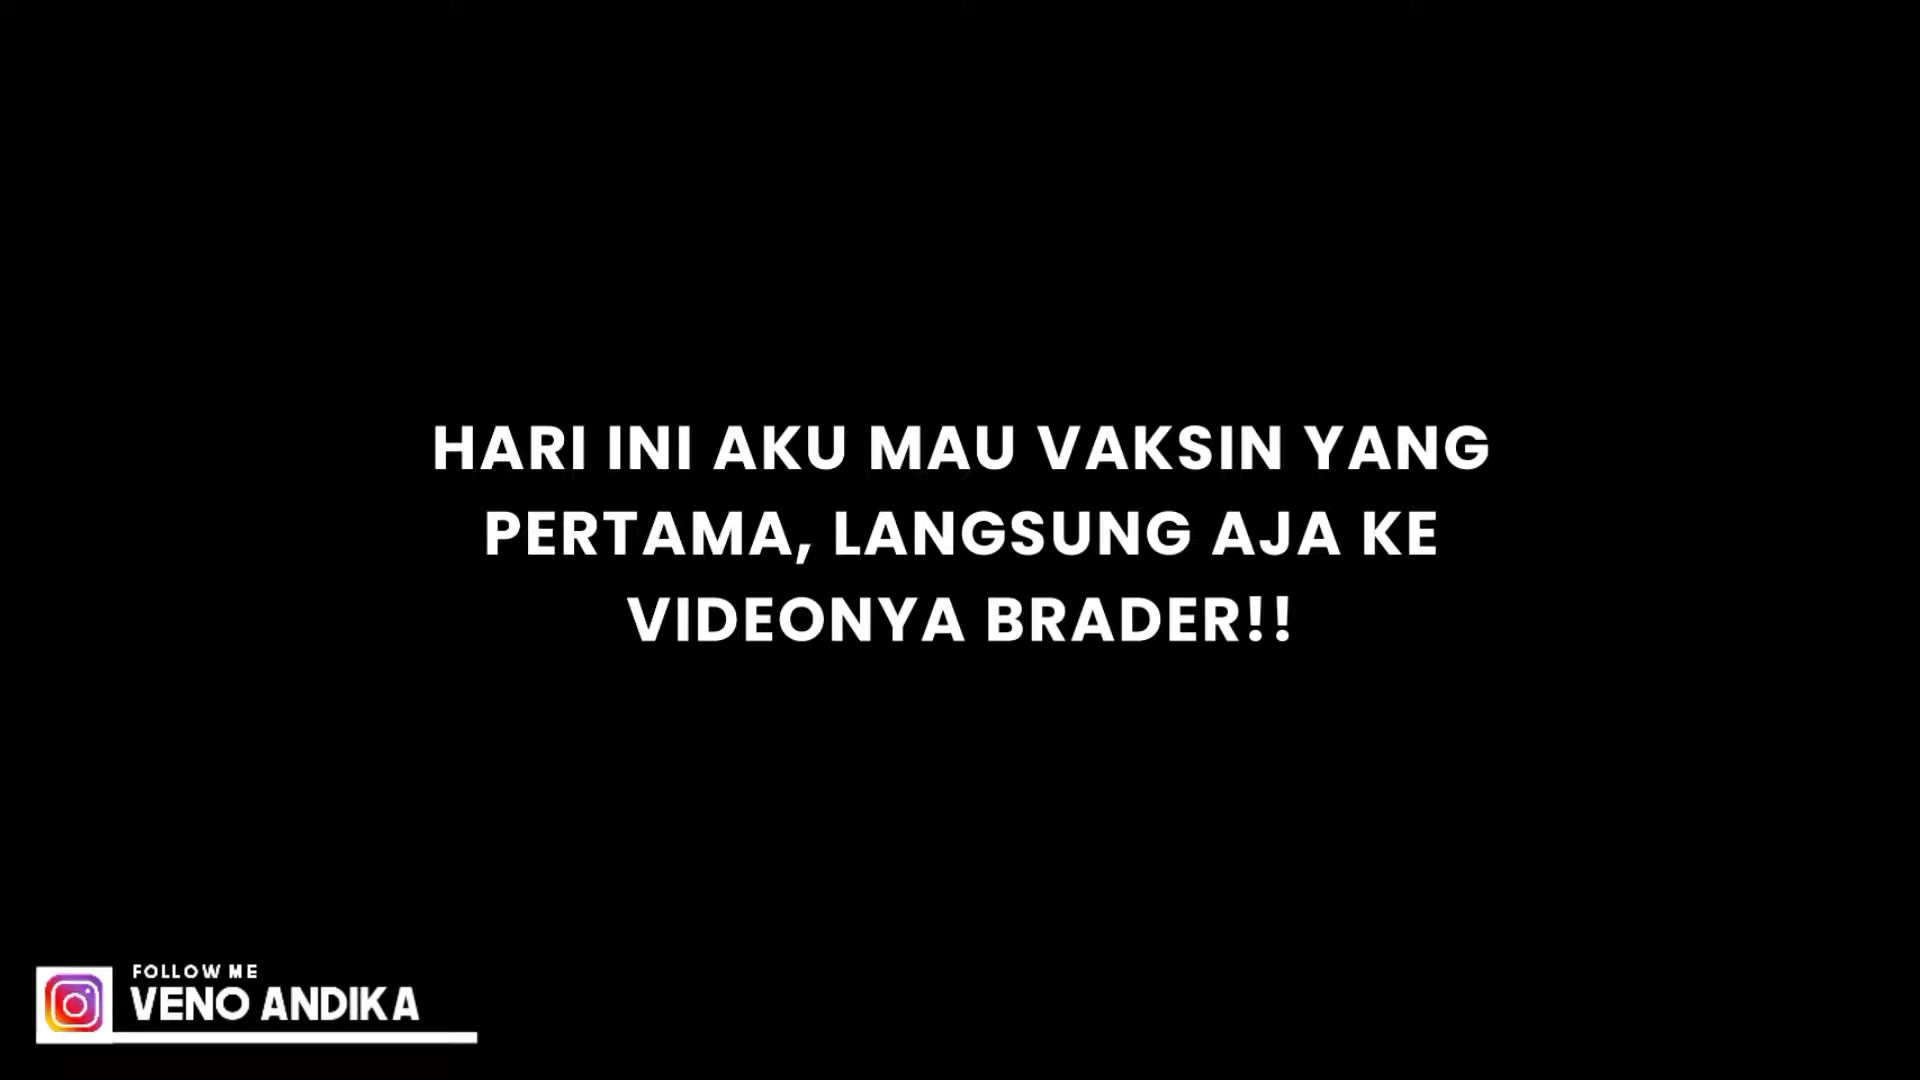 HARI INI AKU MAU VAKSIN YANG
PERTAMA, LANGSUNG AJA KE
VIDEONYA BRADER!!
FOLLOW ME
VENO ANDIKA